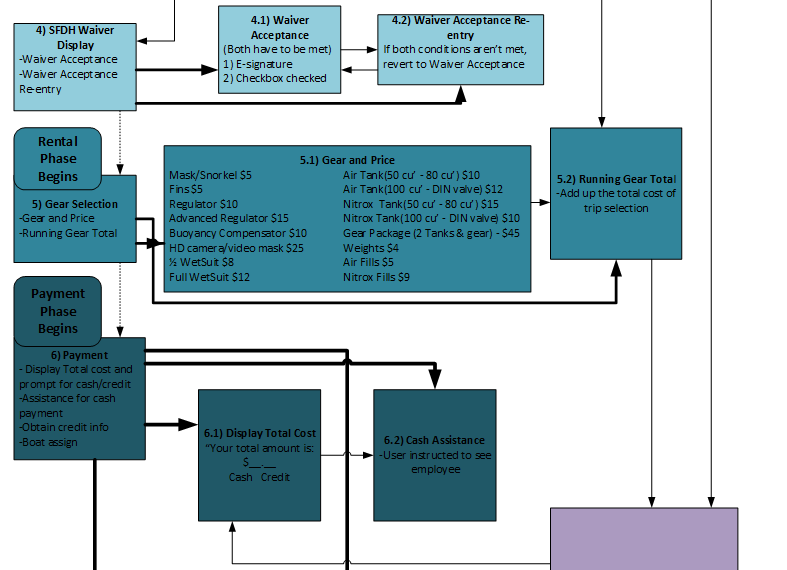 4) SFDH Waiver
Display
-Waiver Acceptance
-Waiver Acceptance
Re-entry
4.1) Waiver
Acceptance
(Both have to be met)
1) E-signature
2) Checkbox checked
4.2) Waiver Acceptance Re-
entry
If both conditions aren't met,
revert to Waiver Acceptance
Rental
Phase
Begins
5) Gear Selection
-Gear and Price
-Running Gear Total
5.1) Gear and Price
Mask/Snorkel $5
Fins $5
Regulator $10
Advanced Regulator $15
Buoyancy Compensator $10
HD camera/video mask $25
½ WetSuit $8
Full WetSuit $12
Air Tank(50 cu' - 80 cu') $10
Air Tank(100 cu' - DIN valve) $12
Nitrox Tank(50 cu' - 80 cu') $15
Nitrox Tank(100 cu' - DIN valve) $10
Gear Package (2 Tanks & gear) - $45
Weights $4
Air Fills $5
Nitrox Fills $9
5.2) Running Gear Total
-Add up the total cost of
trip selection
Payment
Phase
Begins
6) Payment
- Display Total cost and
prompt for cash/credit
-Assistance for cash
payment
-Obtain credit info
-Boat assign
6.1) Display Total Cost
"Your total amount is:
$__.__
Cash Credit
6.2) Cash Assistance
-User instructed to see
employee